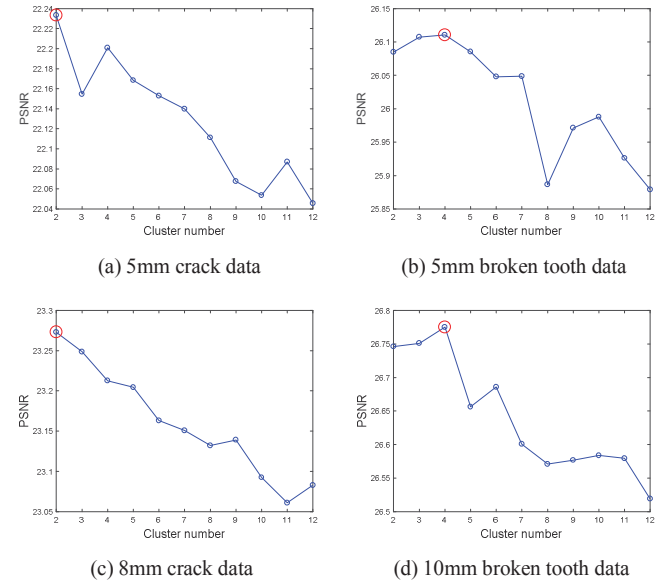 22.24
22.22
22.2
22.18
22.16
22.14
22.12
22.1
22.08
22.06
22.04
PSNR
2 3 4 5 6 7 8 9 10 11 12
Cluster number
(a) 5mm crack data
26.15
26.1
26.05
26
25.95
25.9
25.85
PSNR
2 3 4 5 6 7 8 9 10 11 12
Cluster number
(b) 5mm broken tooth data
23.3
23.25
23.2
23.15
23.1
23.05
PSNR
2 3 4 5 6 7 8 9 10 11 12
Cluster number
(c) 8mm crack data
26.8
26.75
26.7
26.65
26.6
26.55
26.5
PSNR
2 3 4 5 6 7 8 9 10 11 12
Cluster number
(d) 10mm broken tooth data